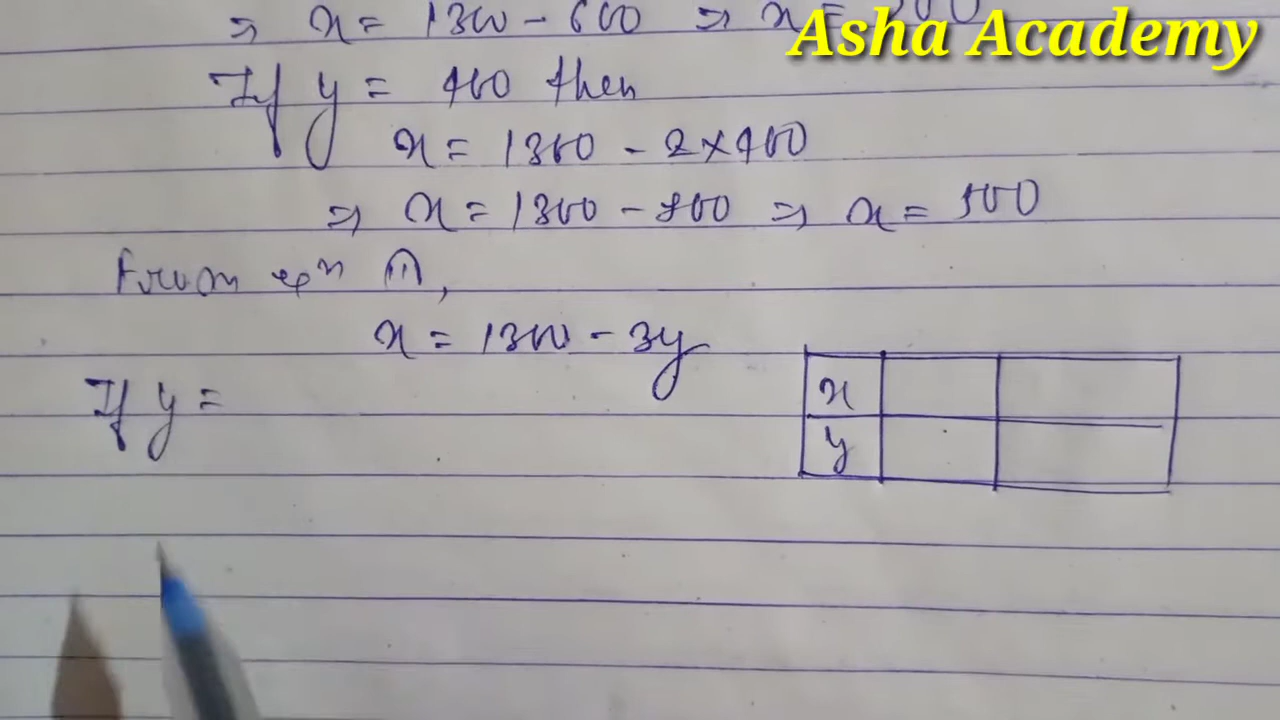 ⇒ x = 1300 - 600 ⇒ x =
Asha Academy
If y = 400 then
x = 1300 - 2×400
⇒ x = 1300 - 800 ⇒ x = 500
From eqⁿ (ii),
x = 1300 - 3y
If y =
x
y